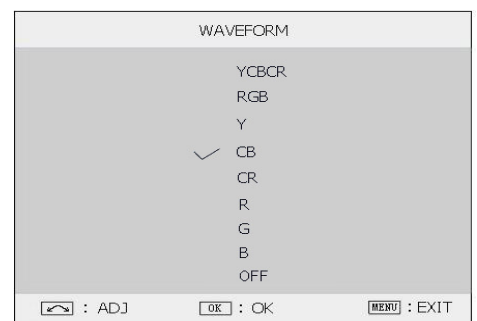 WAVEFORM
YCBCR
RGB
Y
CB
CR
R
G
B
OFF
: ADJ OK : OK MENU : EXIT